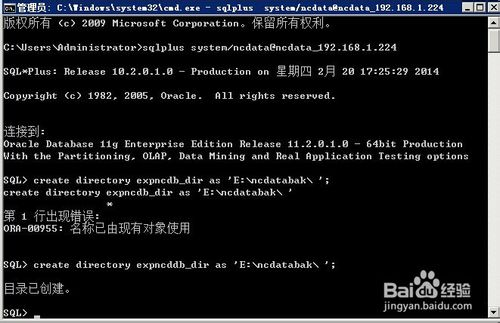 管理员: C:\Windows\system32\cmd.exe - sqlplus  system/ncdata@ncdata_192.168.1.224
版权所有 (c) 2009 Microsoft Corporation。保留所有权利。
C:\Users\Administrator>sqlplus system/ncdata@ncdata_192.168.1.224
SQL*Plus: Release 10.2.0.1.0 - Production on 星期四 2月 20 17:25:29 2014
Copyright (c) 1982, 2005, Oracle.  All rights reserved.
连接到:
Oracle Database 11g Enterprise Edition Release 11.2.0.1.0 - 64bit Production
With the Partitioning, OLAP, Data Mining and Real Application Testing options
SQL> create directory expncdb_dir as 'E:\ncdatabak\ ';
create directory expncdb_dir as 'E:\ncdatabak\ '
*
第 1 行出现错误:
ORA-00955: 名称已由现有对象使用
SQL> create directory expncddb_dir as 'E:\ncdatabak\ ';
目录已创建。
SQL>
Baidu 经验
jingyan.baidu.com